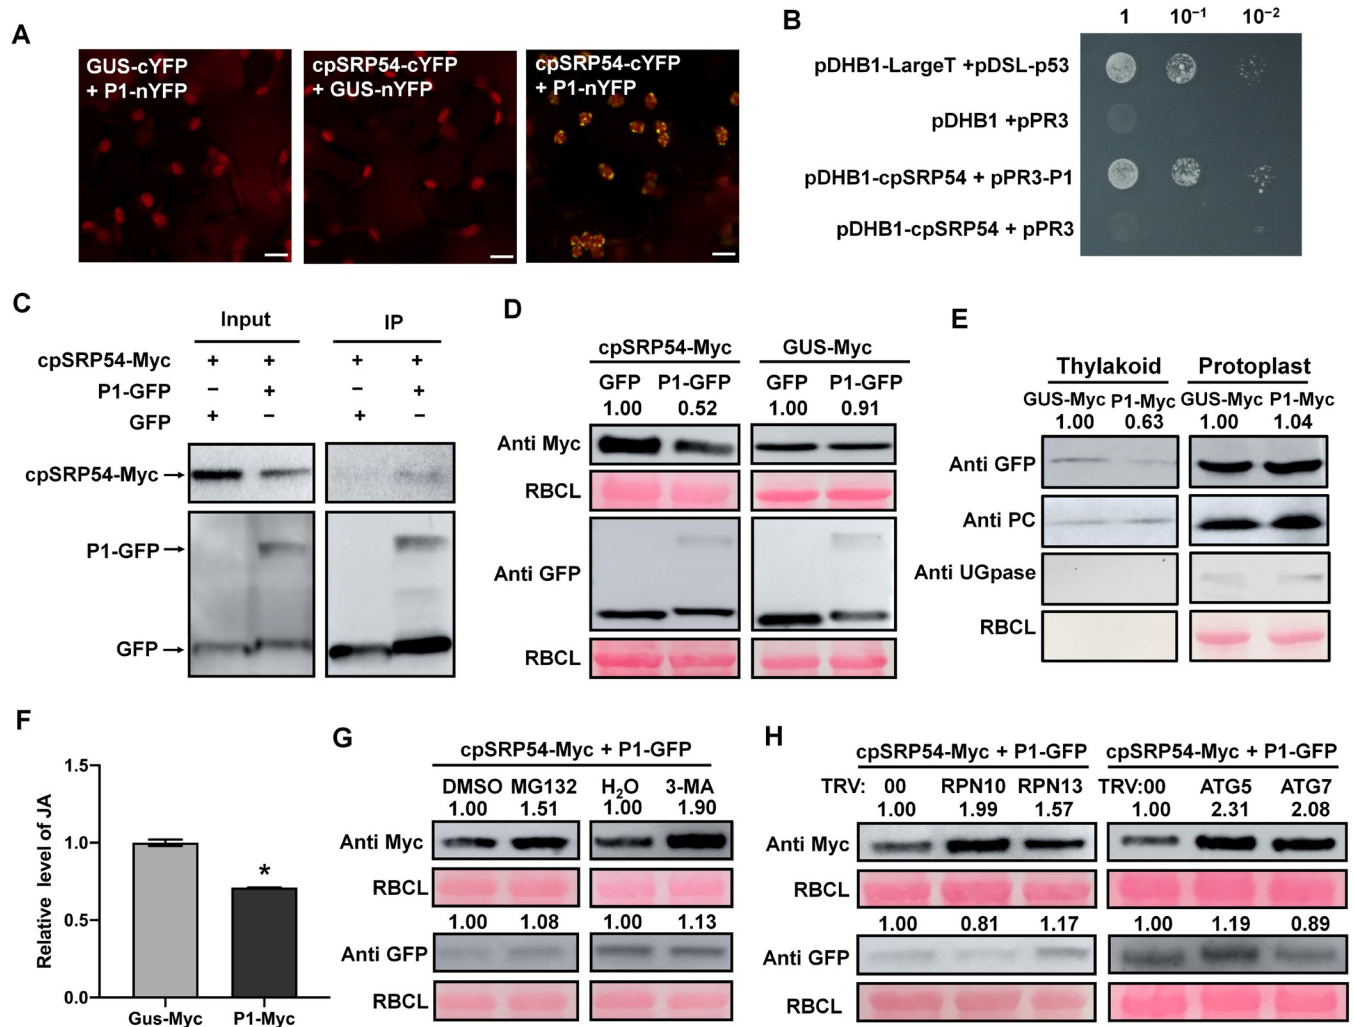 A
GUS-cYFP
+ P1-nYFP
cpSRP54-cYFP
+ GUS-nYFP
cpSRP54-cYFP
+ P1-nYFP
B
1 10⁻¹ 10⁻²
pDHB1-LargeT +pDSL-p53
pDHB1 +pPR3
pDHB1-cpSRP54 + pPR3-P1
pDHB1-cpSRP54 + pPR3
C
Input IP
cpSRP54-Myc + + + +
P1-GFP − + − +
GFP + − + −
cpSRP54-Myc
P1-GFP
GFP
D
cpSRP54-Myc GUS-Myc
GFP P1-GFP GFP P1-GFP
1.00 0.52 1.00 0.91
Anti Myc
RBCL
Anti GFP
RBCL
E
Thylakoid Protoplast
GUS-Myc P1-Myc GUS-Myc P1-Myc
1.00 0.63 1.00 1.04
Anti GFP
Anti PC
Anti UGpase
RBCL
F
Relative level of JA
1.5
1.0
0.5
0.0
*
Gus-Myc P1-Myc
G
cpSRP54-Myc + P1-GFP
DMSO MG132 H₂O 3-MA
1.00 1.51 1.00 1.90
Anti Myc
RBCL
1.00 1.08 1.00 1.13
Anti GFP
RBCL
H
cpSRP54-Myc + P1-GFP cpSRP54-Myc + P1-GFP
TRV: 00 RPN10 RPN13 TRV:00 ATG5 ATG7
1.00 1.99 1.57 1.00 2.31 2.08
Anti Myc
RBCL
1.00 0.81 1.17 1.00 1.19 0.89
Anti GFP
RBCL